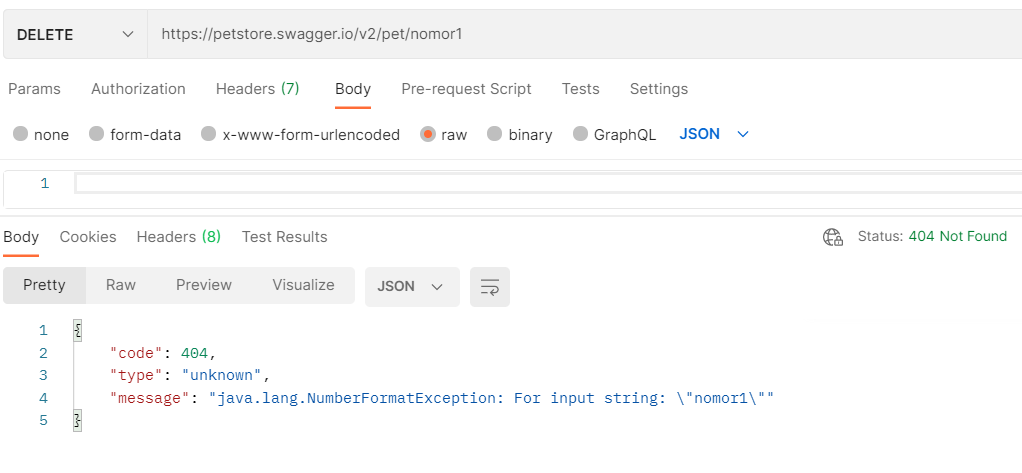 DELETE https://petstore.swagger.io/v2/pet/nomor1
Params Authorization Headers (7) Body Pre-request Script Tests Settings
none form-data x-www-form-urlencoded raw binary GraphQL JSON
1
Body Cookies Headers (8) Test Results Status: 404 Not Found
Pretty Raw Preview Visualize JSON
1 {
2 "code": 404,
3 "type": "unknown",
4 "message": "java.lang.NumberFormatException: For input string: \"nomor1\""
5 }